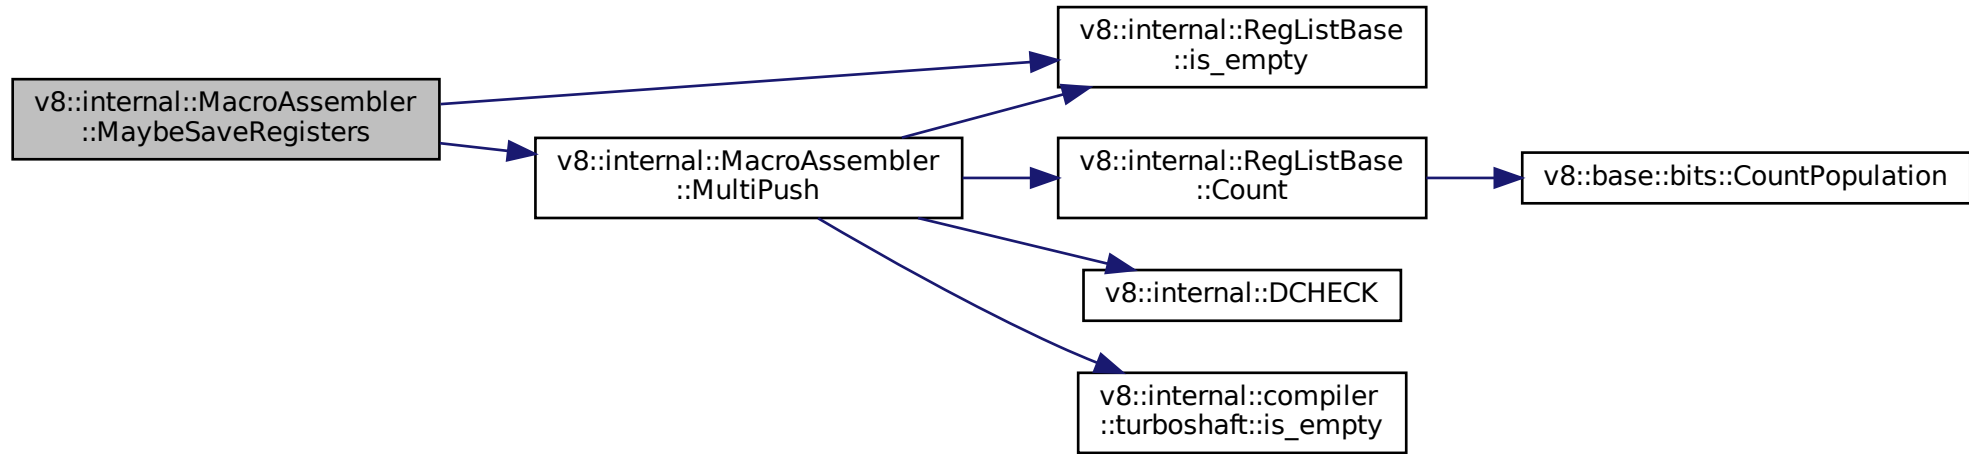 v8::internal::MacroAssembler
::MaybeSaveRegisters
v8::internal::MacroAssembler
::MultiPush
v8::internal::RegListBase
::is_empty
v8::internal::RegListBase
::Count
v8::internal::DCHECK
v8::internal::compiler
::turboshaft::is_empty
v8::base::bits::CountPopulation